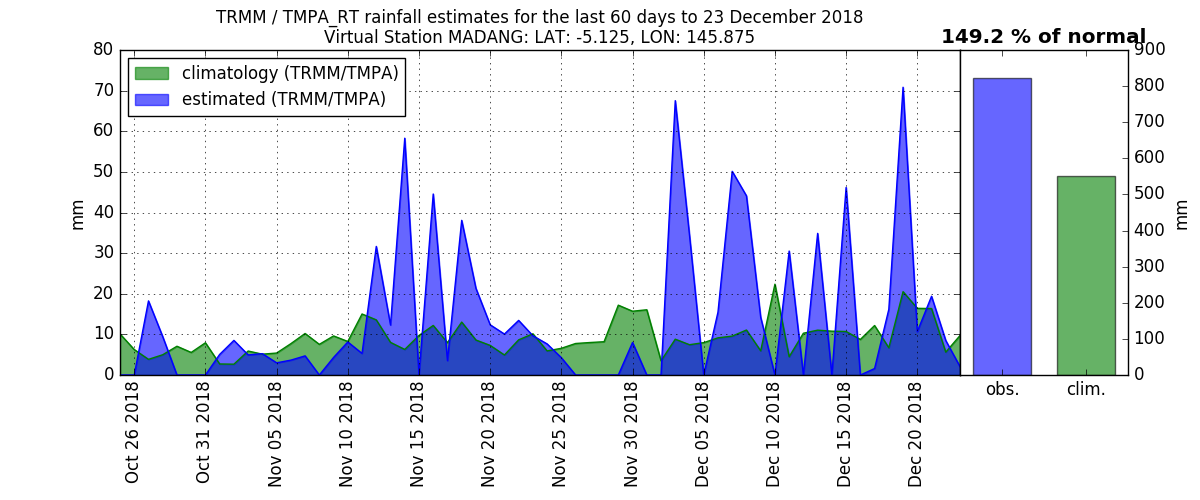 TRMM / TMPA_RT rainfall estimates for the last 60 days to 23 December 2018
Virtual Station MADANG: LAT: -5.125, LON: 145.875
149.2 % of normal
climatology (TRMM/TMPA)
estimated (TRMM/TMPA)
mm
80
70
60
50
40
30
20
10
0
Oct 26 2018
Oct 31 2018
Nov 05 2018
Nov 10 2018
Nov 15 2018
Nov 20 2018
Nov 25 2018
Nov 30 2018
Dec 05 2018
Dec 10 2018
Dec 15 2018
Dec 20 2018
obs.
clim.
900
800
700
600
500
400
300
200
100
0
mm